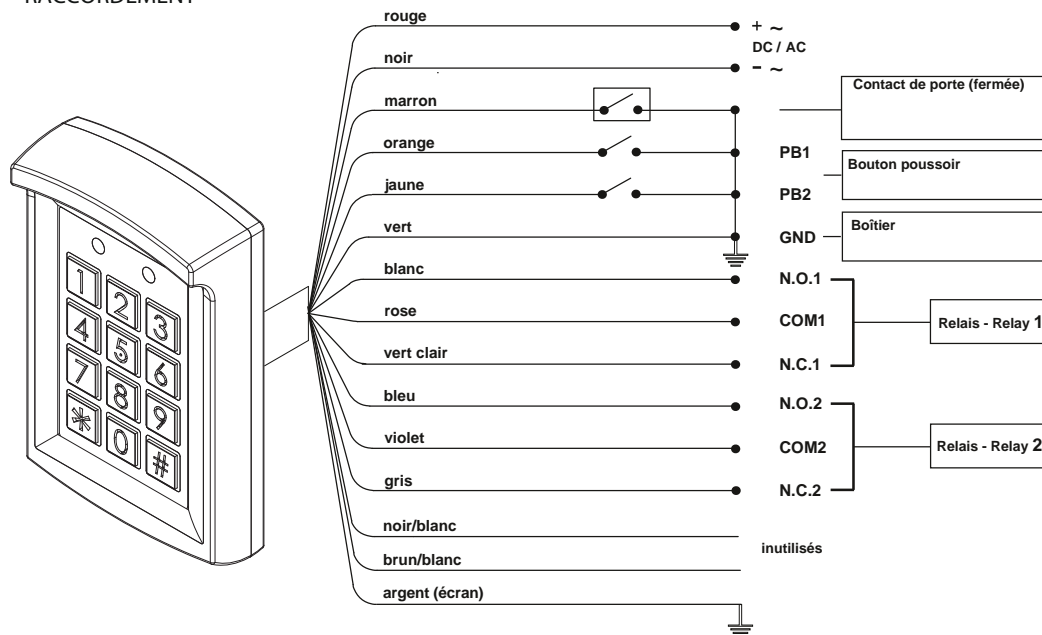 RACCORDEMENT
rouge
+ ~
DC / AC
noir
- ~
marron
Contact de porte (fermée)
orange
PB1
Bouton poussoir
jaune
PB2
vert
GND
Boîtier
blanc
N.O.1
rose
COM1
Relais - Relay 1
vert clair
N.C.1
bleu
N.O.2
violet
COM2
Relais - Relay 2
gris
N.C.2
noir/blanc
inutilisés
brun/blanc
argent (écran)
1
2
3
4
5
6
7
8
9
*
0
#